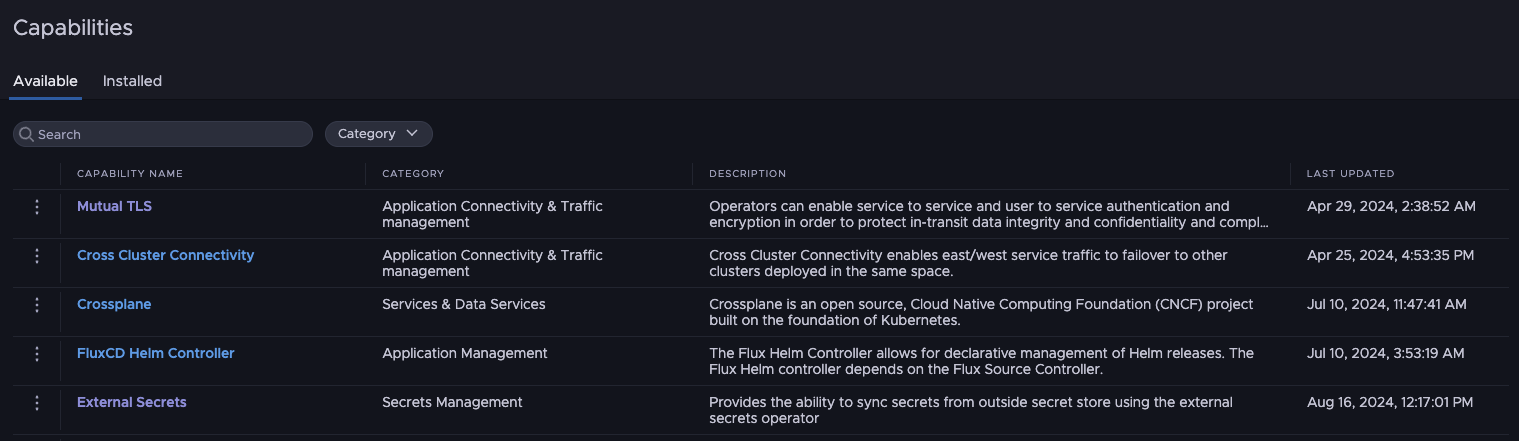 Capabilities
Available Installed
Search Category
CAPABILITY NAME CATEGORY DESCRIPTION LAST UPDATED
Mutual TLS Application Connectivity & Traffic Operators can enable service to service and user to service authentication and Apr 29, 2024, 2:38:52 AM
management encryption in order to protect in-transit data integrity and confidentiality and compl...
Cross Cluster Connectivity Application Connectivity & Traffic Cross Cluster Connectivity enables east/west service traffic to failover to other Apr 25, 2024, 4:53:35 PM
management clusters deployed in the same space.
Crossplane Services & Data Services Crossplane is an open source, Cloud Native Computing Foundation (CNCF) project Jul 10, 2024, 11:47:41 AM
built on the foundation of Kubernetes.
FluxCD Helm Controller Application Management The Flux Helm Controller allows for declarative management of Helm releases. The Jul 10, 2024, 3:53:19 AM
Flux Helm controller depends on the Flux Source Controller.
External Secrets Secrets Management Provides the ability to sync secrets from outside secret store using the external Aug 16, 2024, 12:17:01 PM
secrets operator